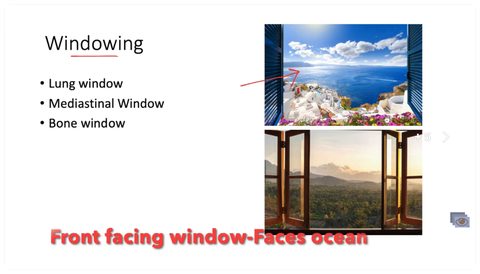 Windowing
• Lung window
• Mediastinal Window
• Bone window
Front facing window-Faces ocean